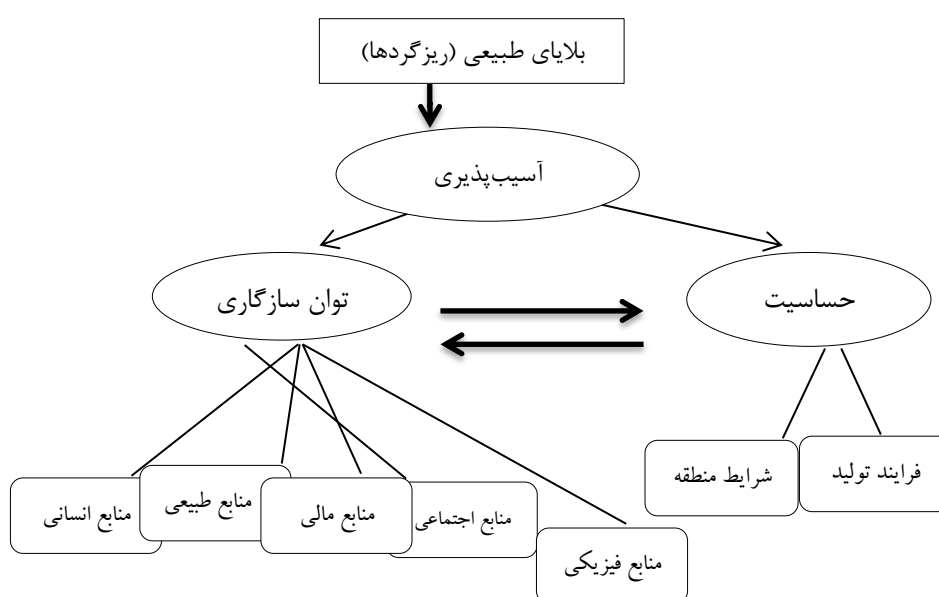 بلایای طبیعی (ریزگردها)
آسیب‌پذیری
حساسیت
توان سازگاری
فرایند تولید
شرایط منطقه
منابع اجتماعی
منابع مالی
منابع طبیعی
منابع انسانی
منابع فیزیکی